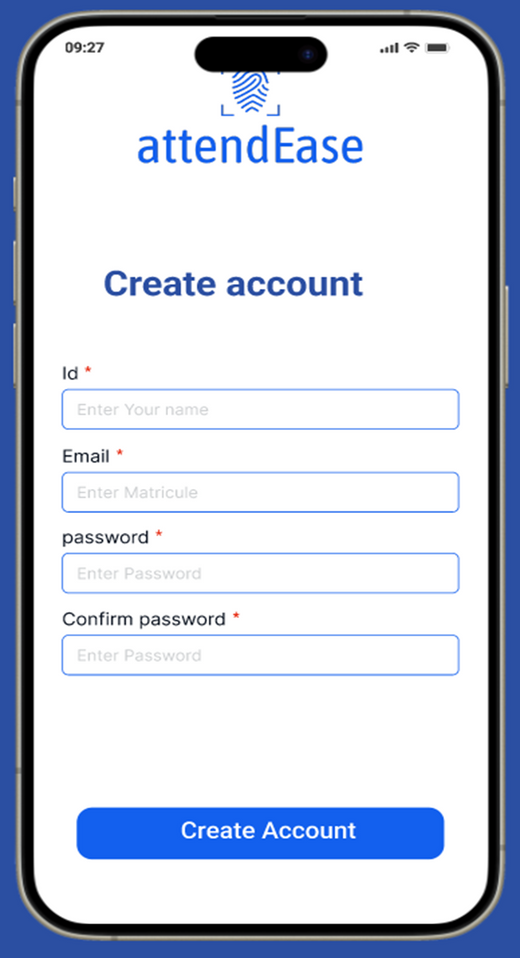 09:27
attendEase
Create account
Id *
Enter Your name
Email *
Enter Matricule
password *
Enter Password
Confirm password *
Enter Password
Create Account